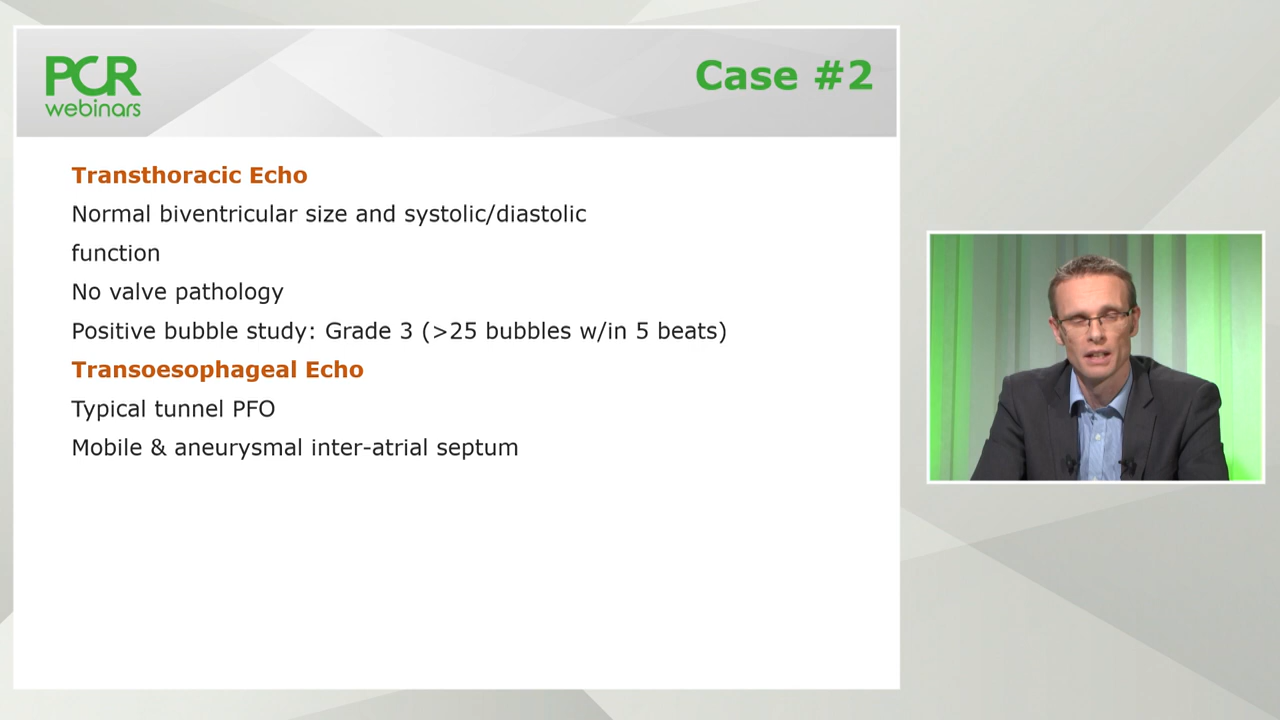 PCR
webinars
Case #2
Transthoracic Echo
Normal biventricular size and systolic/diastolic
function
No valve pathology
Positive bubble study: Grade 3 (>25 bubbles w/in 5 beats)
Transoesophageal Echo
Typical tunnel PFO
Mobile & aneurysmal inter-atrial septum